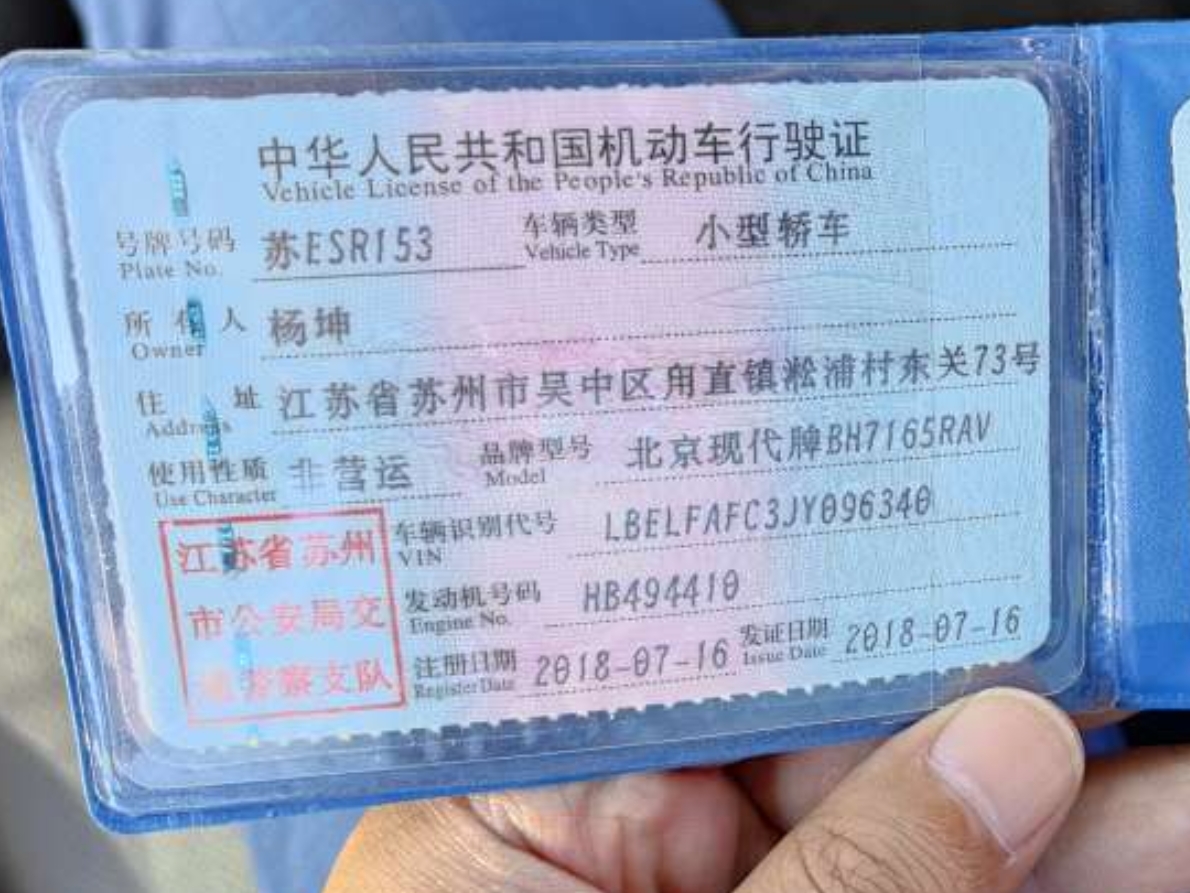 中华人民共和国机动车行驶证
Vehicle License of the People's Republic of China
号牌号码 苏ESR153 车辆类型 小型轿车
Plate No. Vehicle Type
所有人 杨坤
Owner
住址 江苏省苏州市吴中区甪直镇淞浦村东关73号
Address
使用性质 非营运 品牌型号 北京现代牌BH7165RAV
Use Character Model
车辆识别代号 LBELFAFC3JY096340
VIN
发动机号码 HB494410
Engine No.
注册日期 2018-07-16 发证日期 2018-07-16
Register Date Issue Date
江苏省苏州
市公安局交
通警察支队